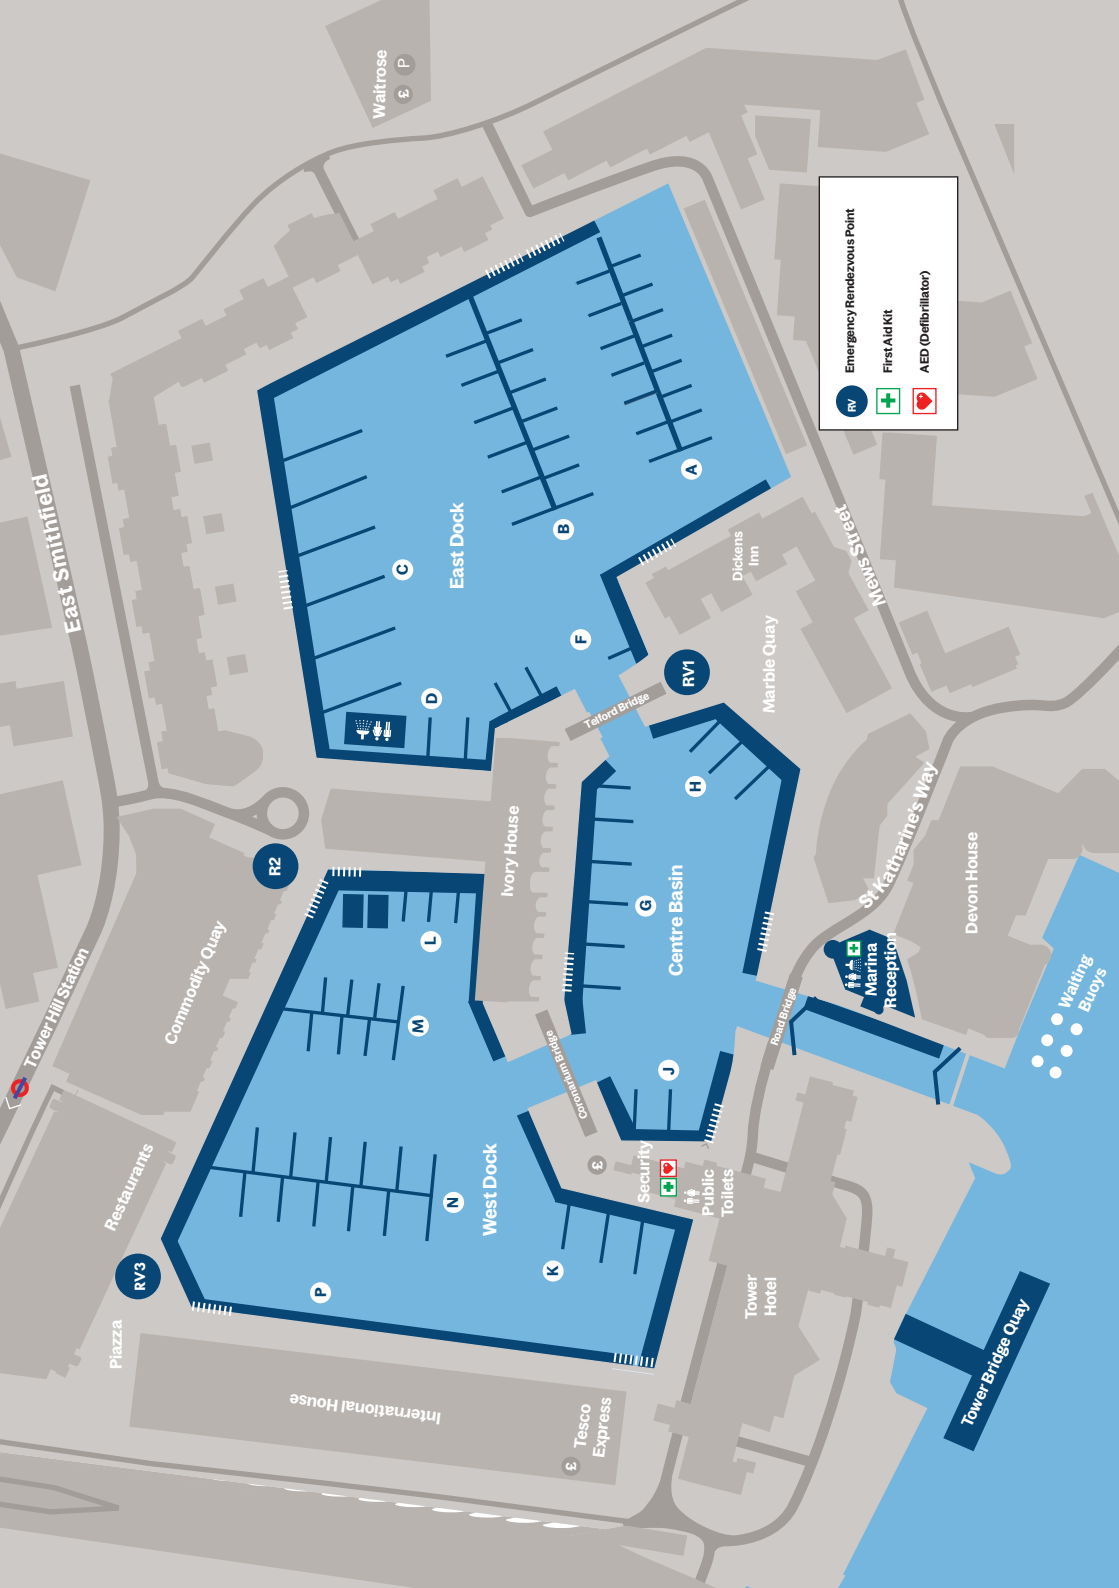 Tower Hill Station
East Smithfield
Waitrose
£
P
Restaurants
Commodity Quay
R2
RV3
Piazza
International House
Tesco
Express
£
P
N
M
L
K
West Dock
C
D
East Dock
B
A
F
Ivory House
Telford Bridge
RV1
Dickens
Inn
Marble Quay
Mews Street
H
G
Centre Basin
J
Coronarium Bridge
£
Security
Public
Toilets
Tower
Hotel
Road Bridge
St Katharine's Way
Marina
Reception
Devon House
Waiting
Buoys
Tower Bridge Quay
RV
Emergency Rendezvous Point
First Aid Kit
AED (Defibrillator)